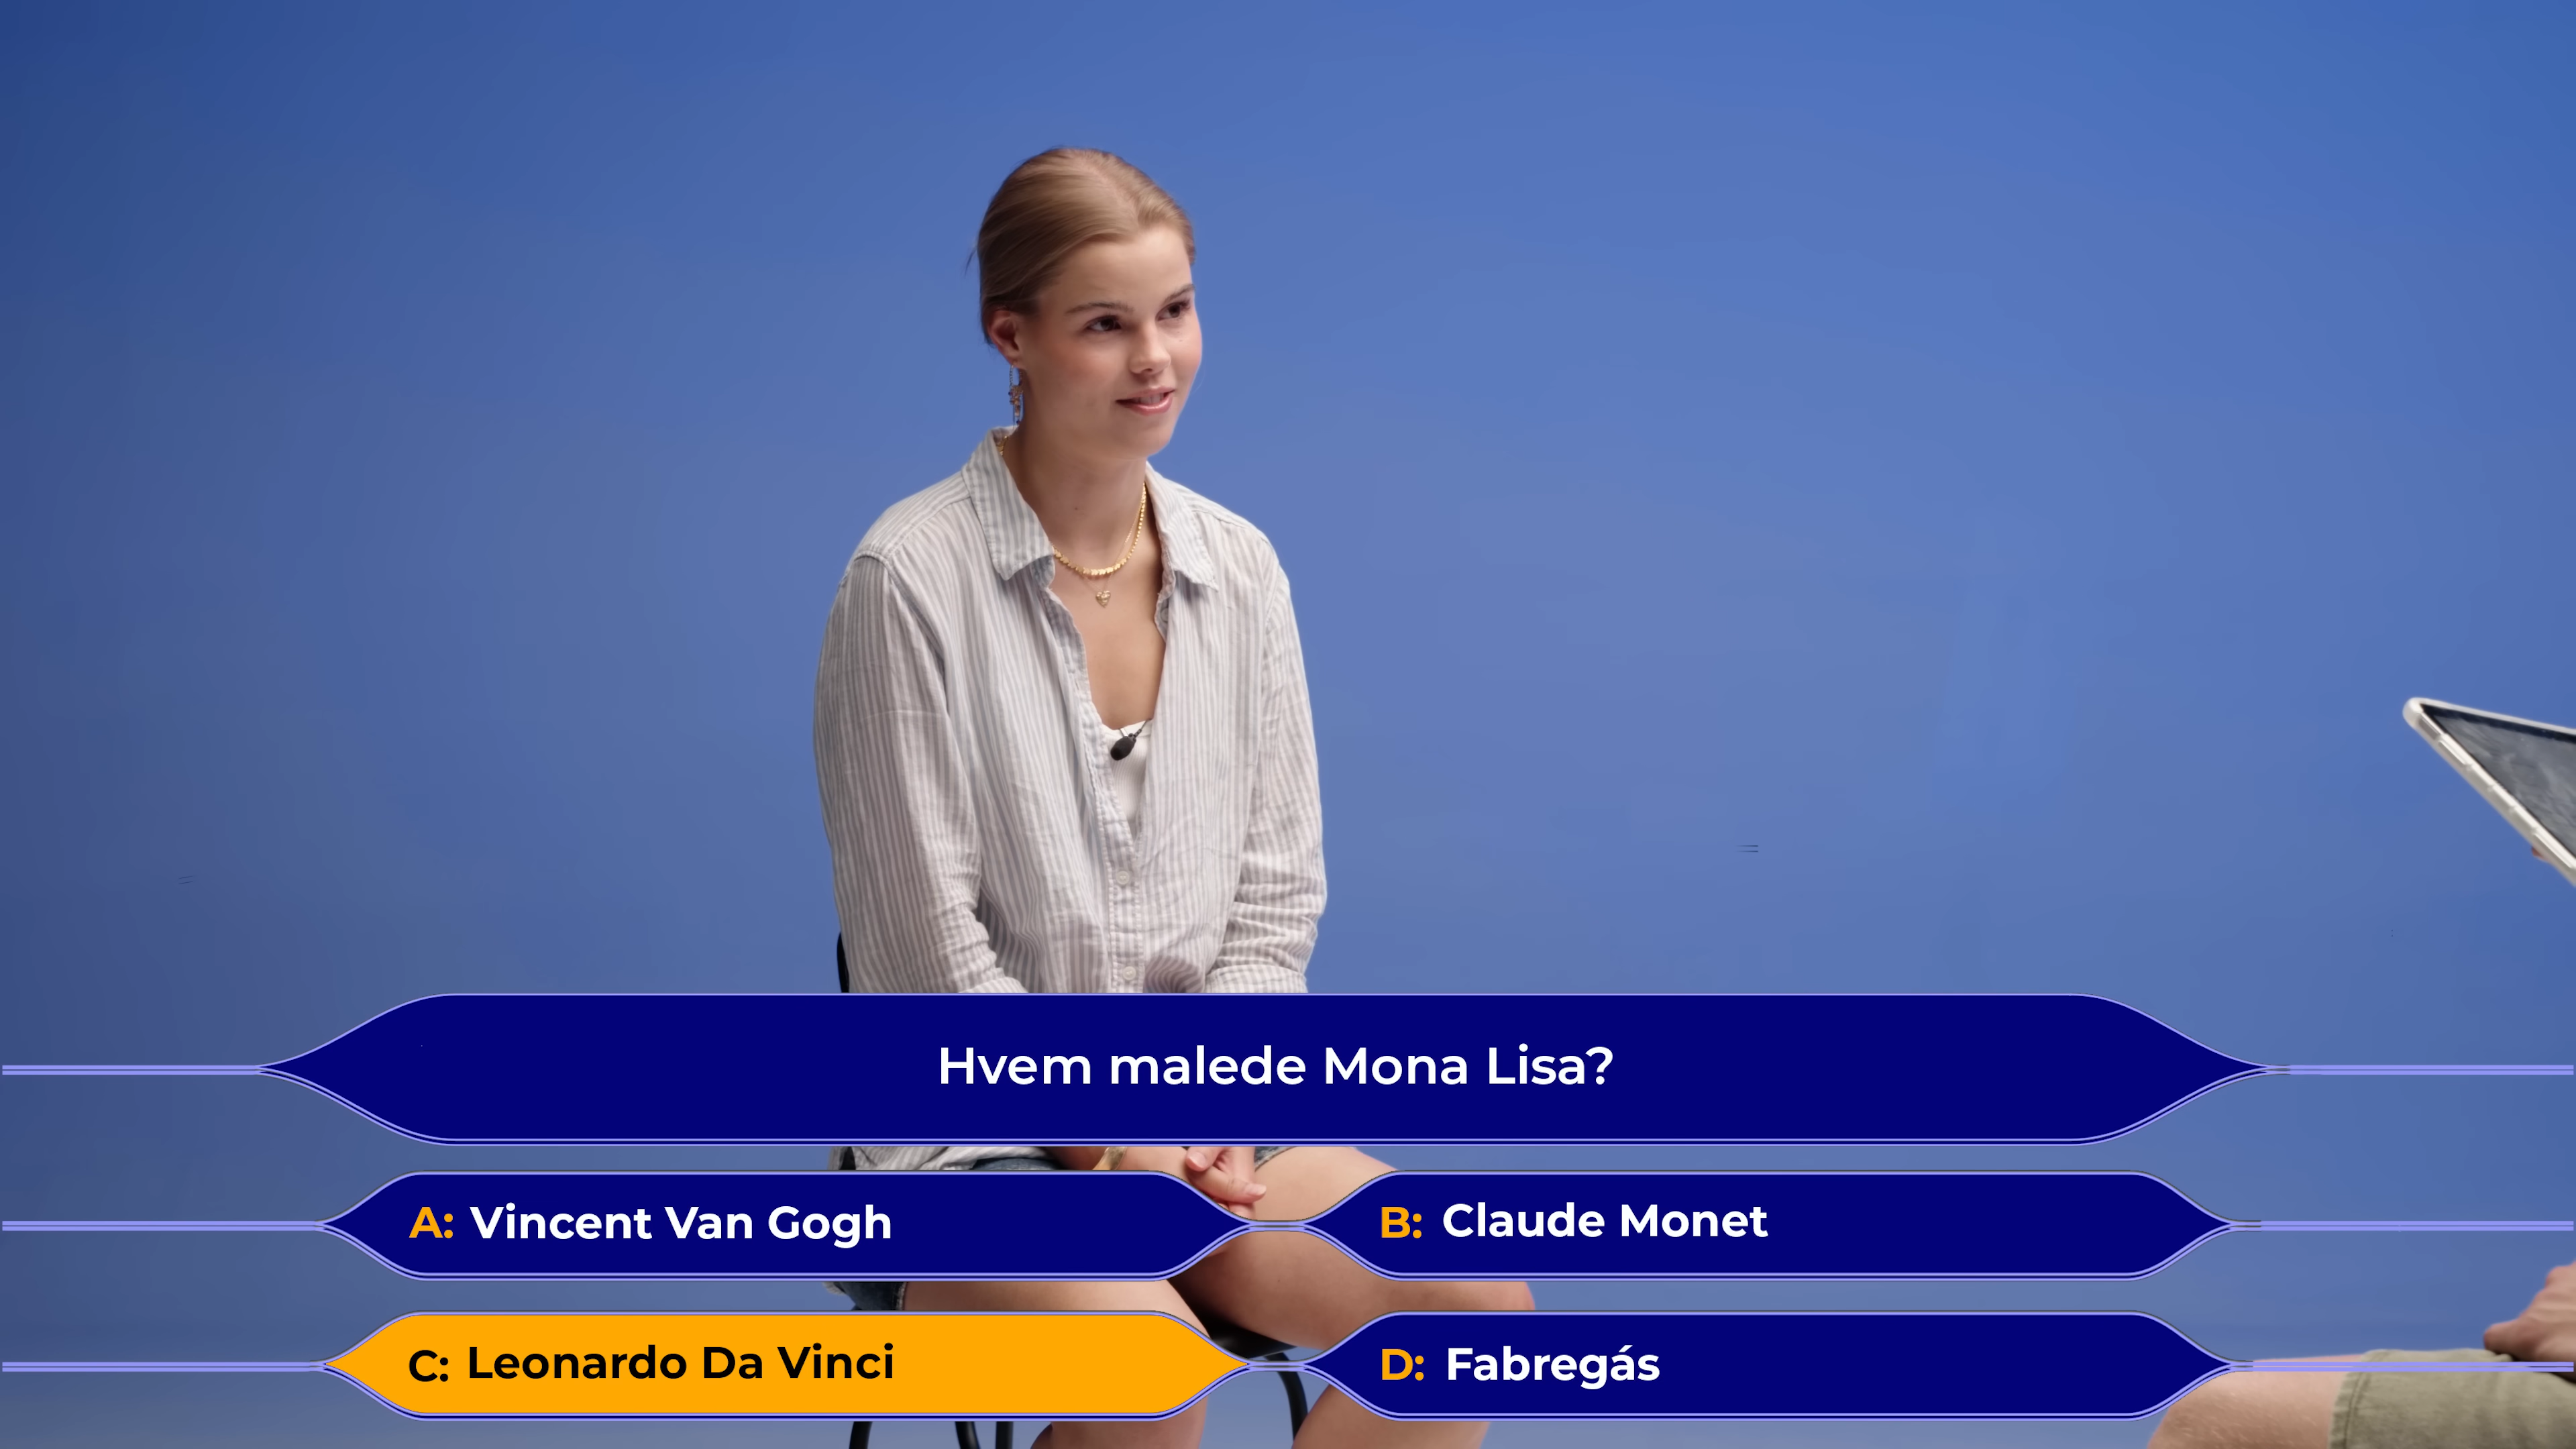 Hvem malede Mona Lisa?
A: Vincent Van Gogh
B: Claude Monet
C: Leonardo Da Vinci
D: Fabregás